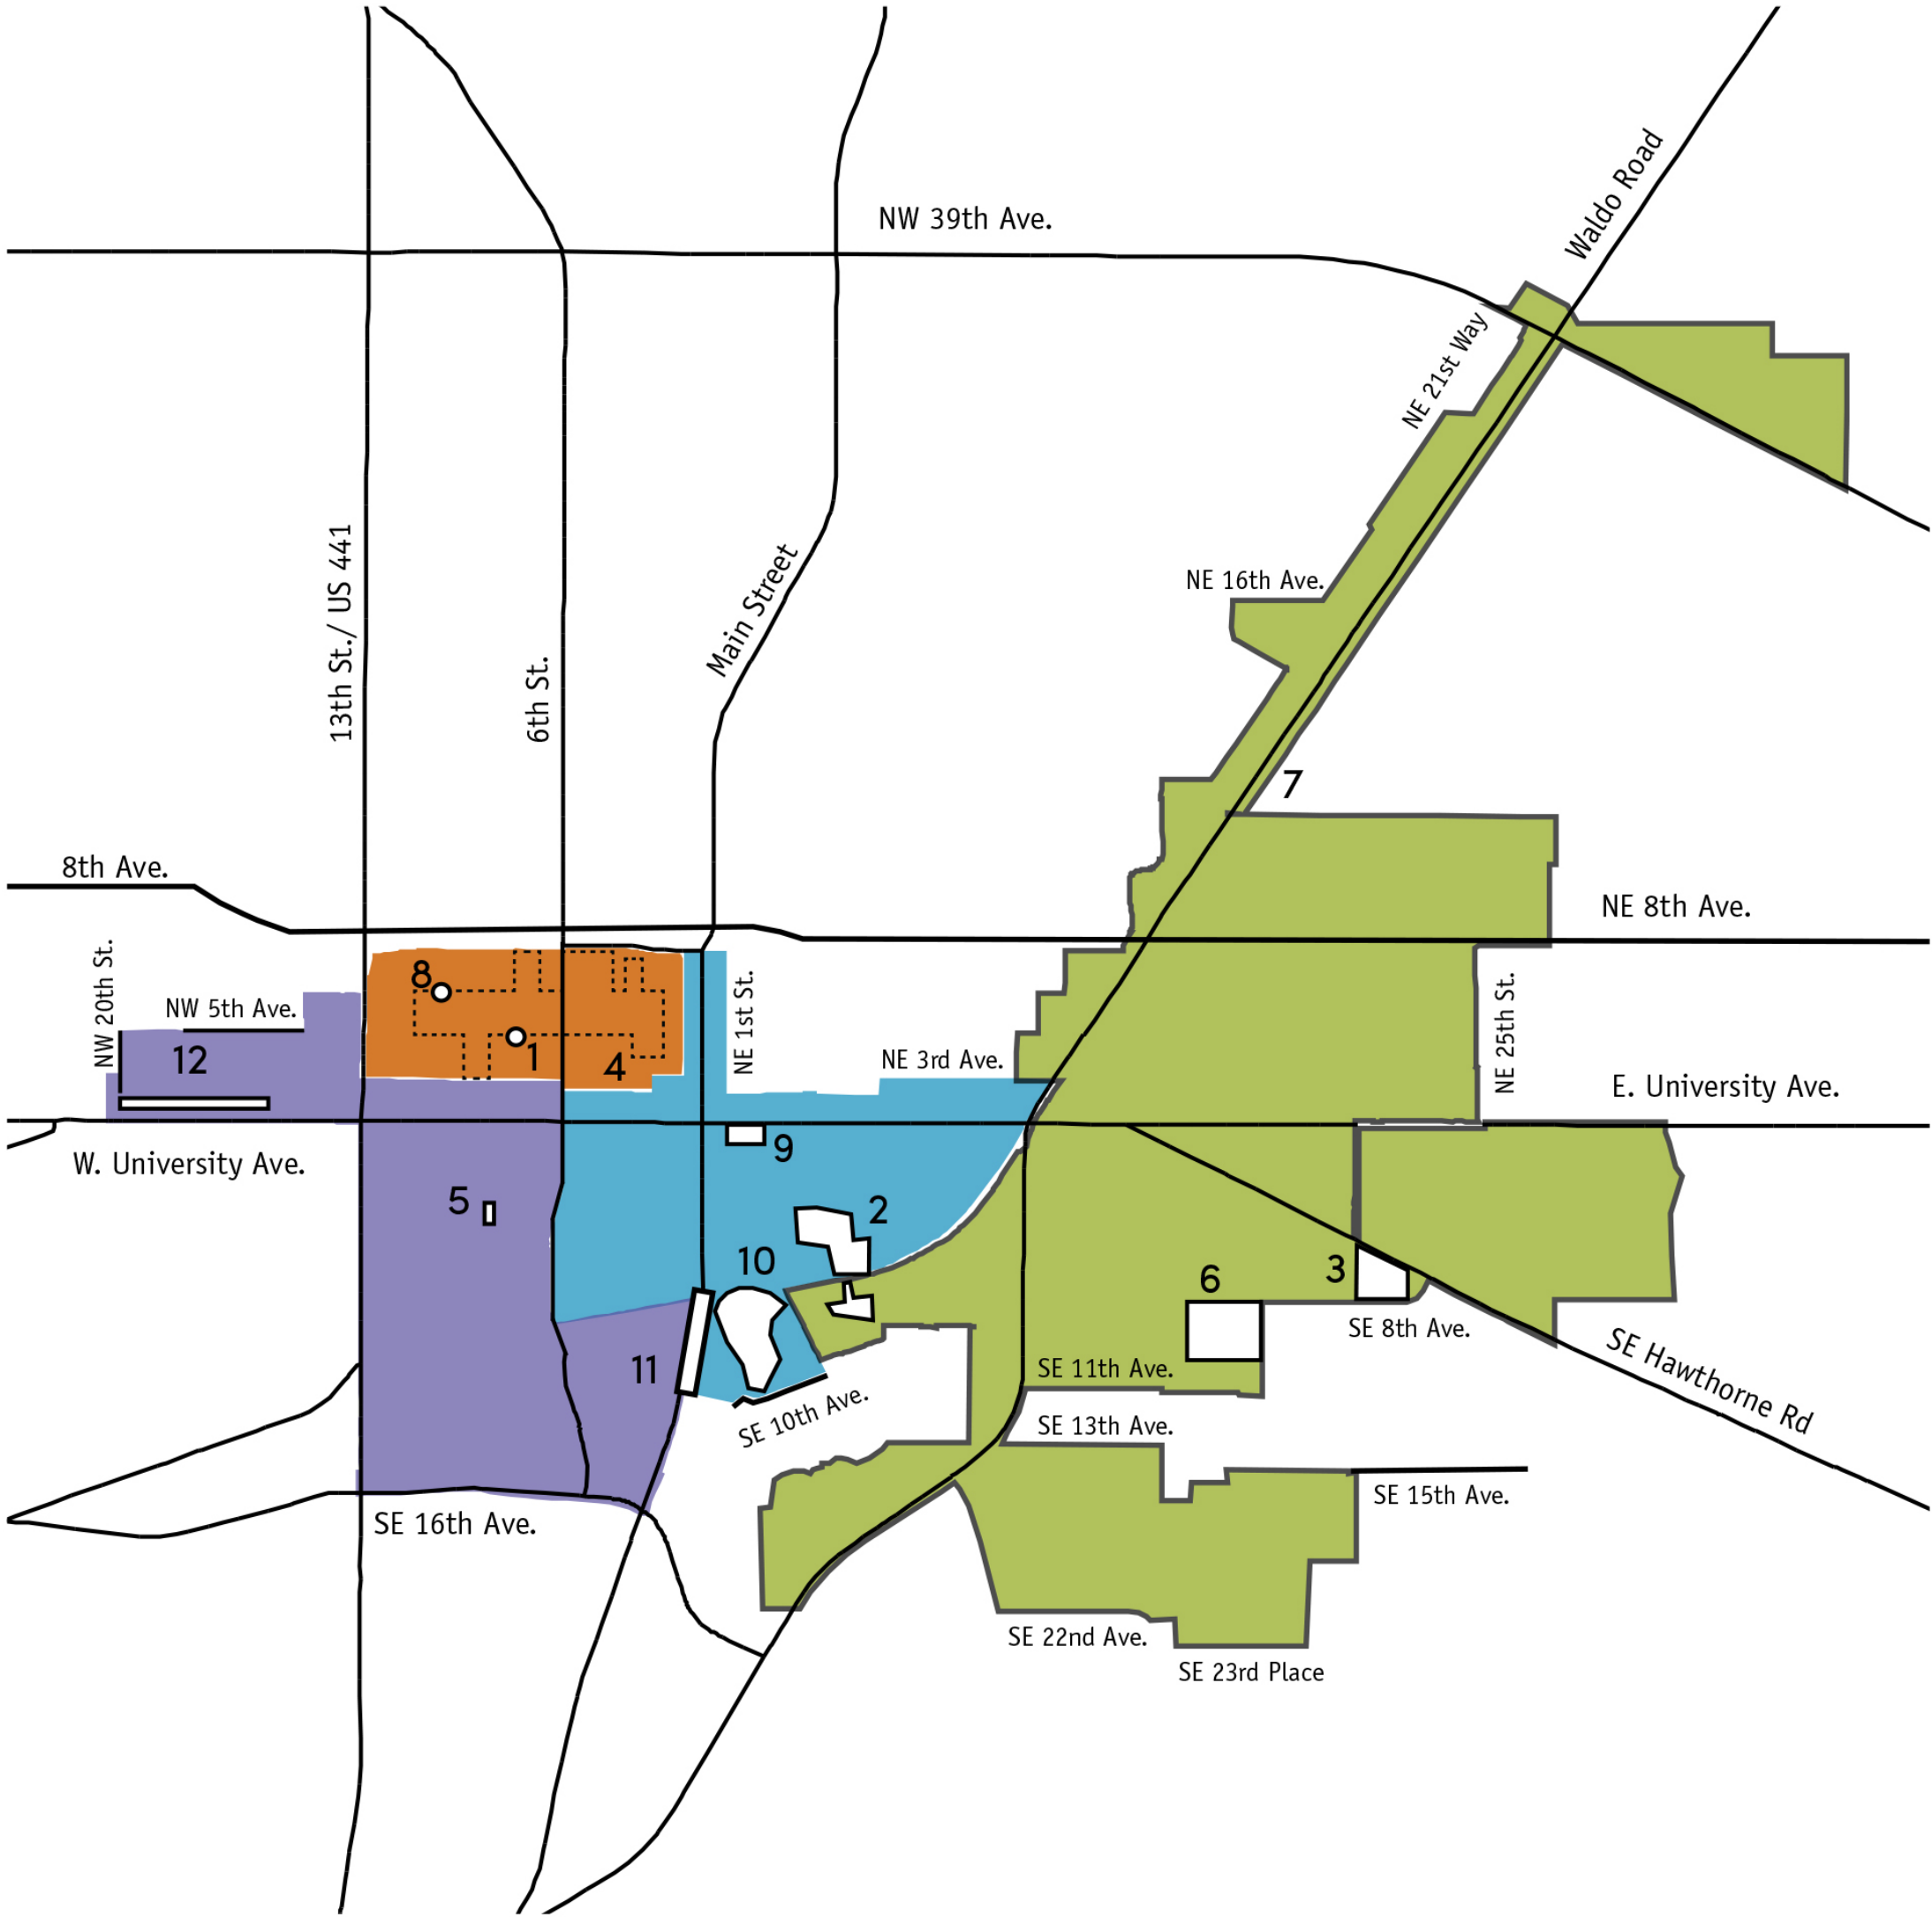 NW 39th Ave.
Waldo Road
NE 21st Way
13th St./ US 441
6th St.
Main Street
NE 16th Ave.
7
8th Ave.
NE 8th Ave.
NW 20th St.
NW 5th Ave.
12
8
1
4
NE 1st St.
NE 3rd Ave.
NE 25th St.
E. University Ave.
W. University Ave.
9
5
2
10
6
3
SE 8th Ave.
11
SE 10th Ave.
SE 11th Ave.
SE Hawthorne Rd
SE 13th Ave.
SE 15th Ave.
SE 16th Ave.
SE 22nd Ave.
SE 23rd Place